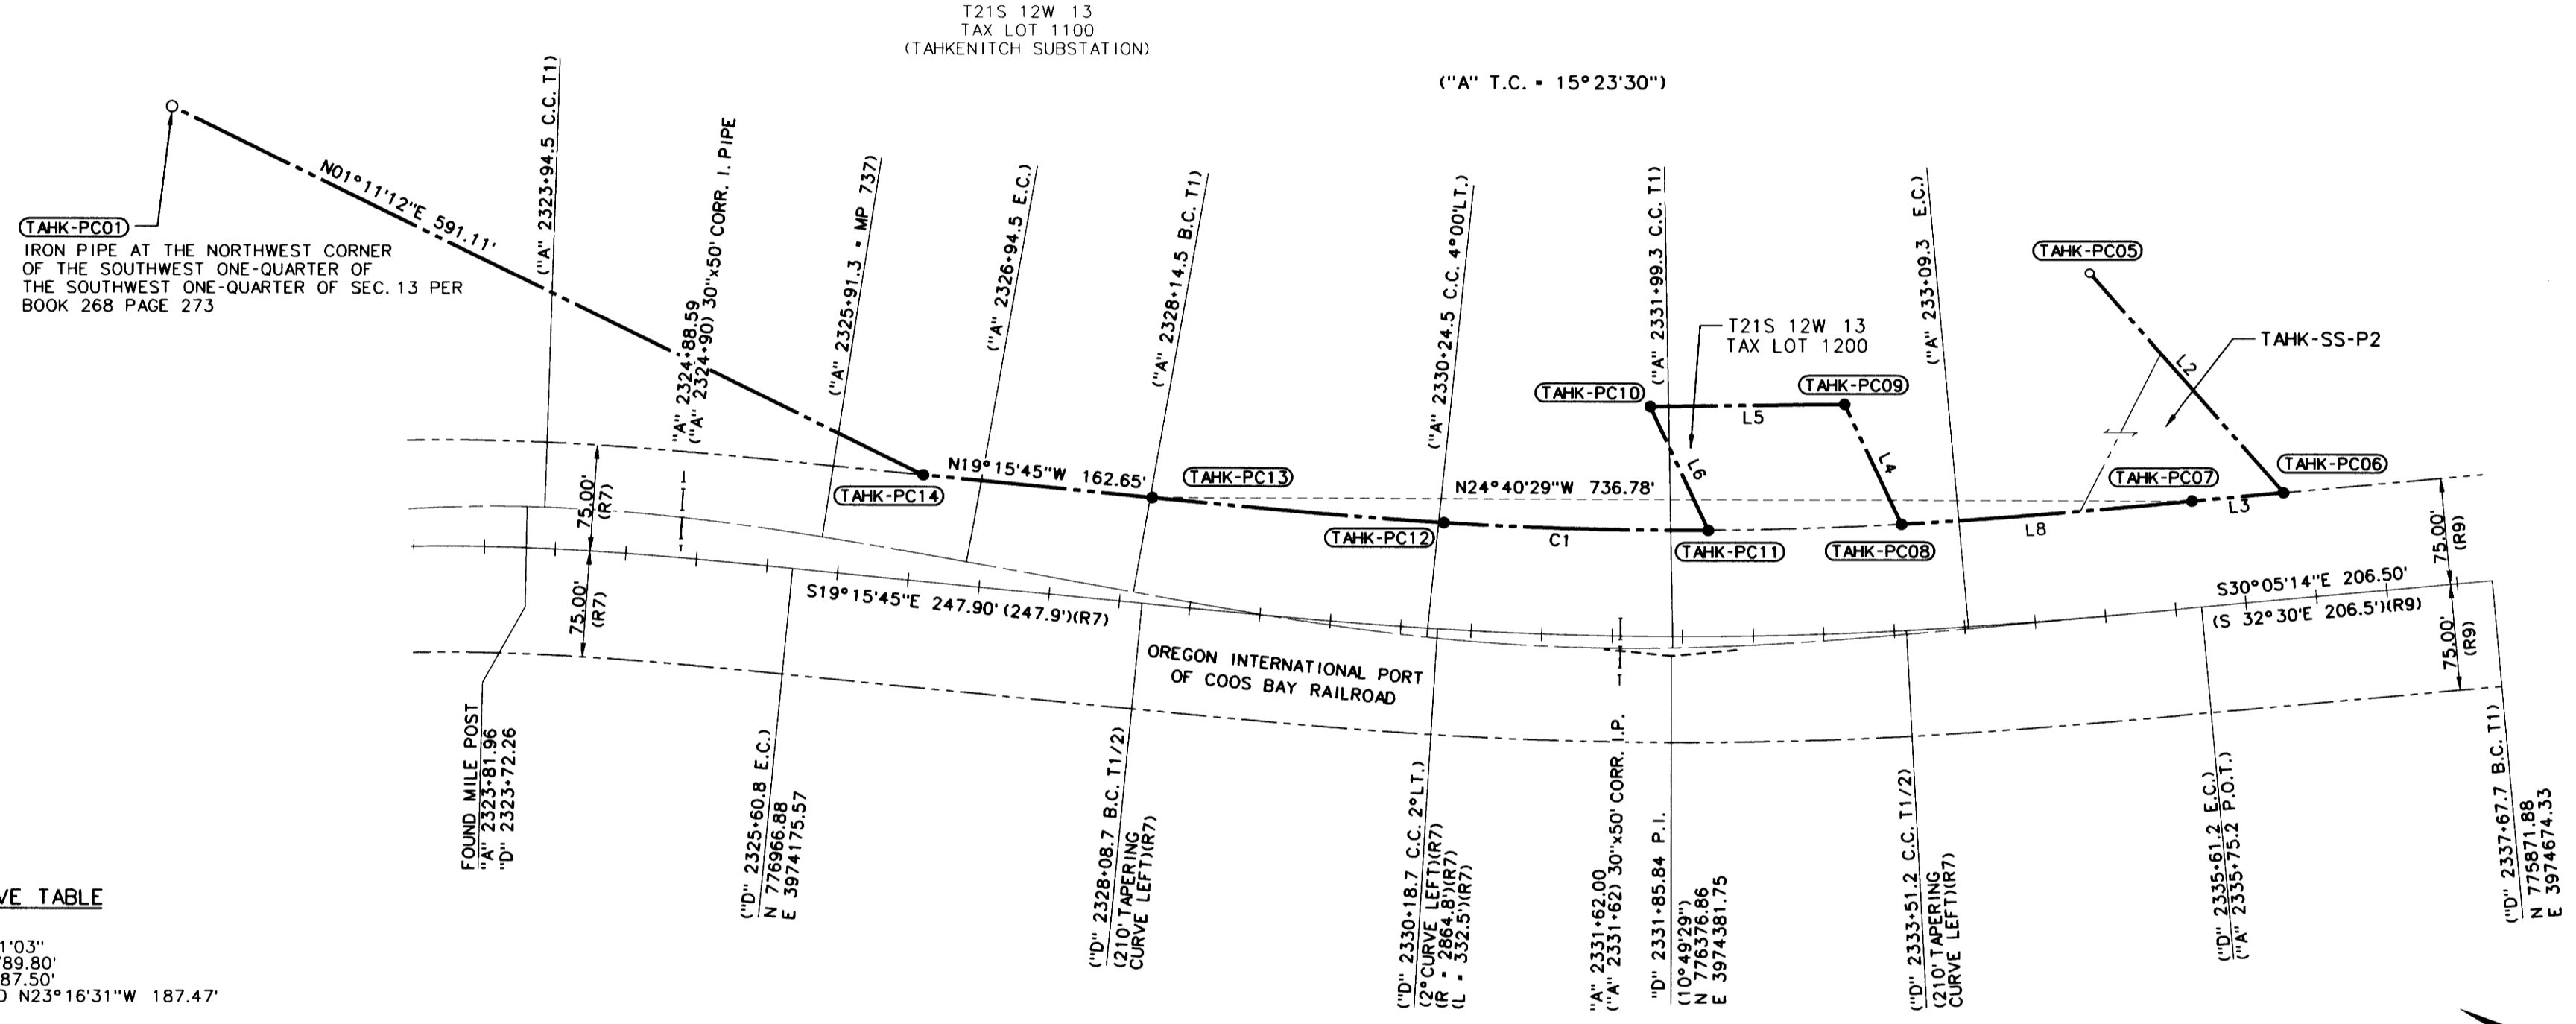 T21S 12W 13
TAX LOT 1100
(TAHKENITCH SUBSTATION)
("A" T.C. = 15°23'30")
TAHK-PC01
IRON PIPE AT THE NORTHWEST CORNER
OF THE SOUTHWEST ONE-QUARTER OF
THE SOUTHWEST ONE-QUARTER OF SEC. 13 PER
BOOK 268 PAGE 273
N01°11'12"E 591.11'
("A" 2323+94.5 C.C. T1)
"A" 2324+88.59
("A" 2324+90) 30"x50' CORR. I. PIPE
("A" 2325+91.3 = MP 737)
("A" 2326+94.5 E.C.)
("A" 2328+14.5 B.C. T1)
("A" 2330+24.5 C.C. 4°00'LT.)
("A" 2331+99.3 C.C. T1)
("A" 233+09.3 E.C.)
T21S 12W 13
TAX LOT 1200
TAHK-PC05
TAHK-SS-P2
L2
TAHK-PC10
TAHK-PC09
L5
L6
L4
TAHK-PC14
N19°15'45"W 162.65'
TAHK-PC13
N24°40'29"W 736.78'
TAHK-PC12
C1
TAHK-PC11
TAHK-PC08
L8
TAHK-PC07
L3
TAHK-PC06
75.00'
(R7)
75.00'
(R7)
75.00'
(R9)
75.00'
(R9)
S19°15'45"E 247.90' (247.9')(R7)
S30°05'14"E 206.50'
(S 32°30'E 206.5')(R9)
OREGON INTERNATIONAL PORT
OF COOS BAY RAILROAD
FOUND MILE POST
"A" 2323+81.96
"D" 2323+72.26
("D" 2325+60.8 E.C.)
N 776966.88
E 3974175.57
("D" 2328+08.7 B.C. T1/2)
(210' TAPERING
CURVE LEFT)(R7)
("D" 2330+18.7 C.C. 2°LT.)
(2°CURVE LEFT)(R7)
(R = 2864.8')(R7)
(L = 332.5')(R7)
"A" 2331+62.00
("A" 2331+62) 30"x50' CORR. I.P.
"D" 2331+85.84 P.I.
(10°49'29")
N 776376.86
E 3974381.75
("D" 2333+51.2 C.C. T1/2)
(210' TAPERING
CURVE LEFT)(R7)
("D" 2335+61.2 E.C.)
("A" 2335+75.2 P.O.T.)
("D" 2337+67.7 B.C. T1)
N 775871.88
E 3974674.33
VE TABLE
1'03"
789.80'
87.50'
N23°16'31"W 187.47'